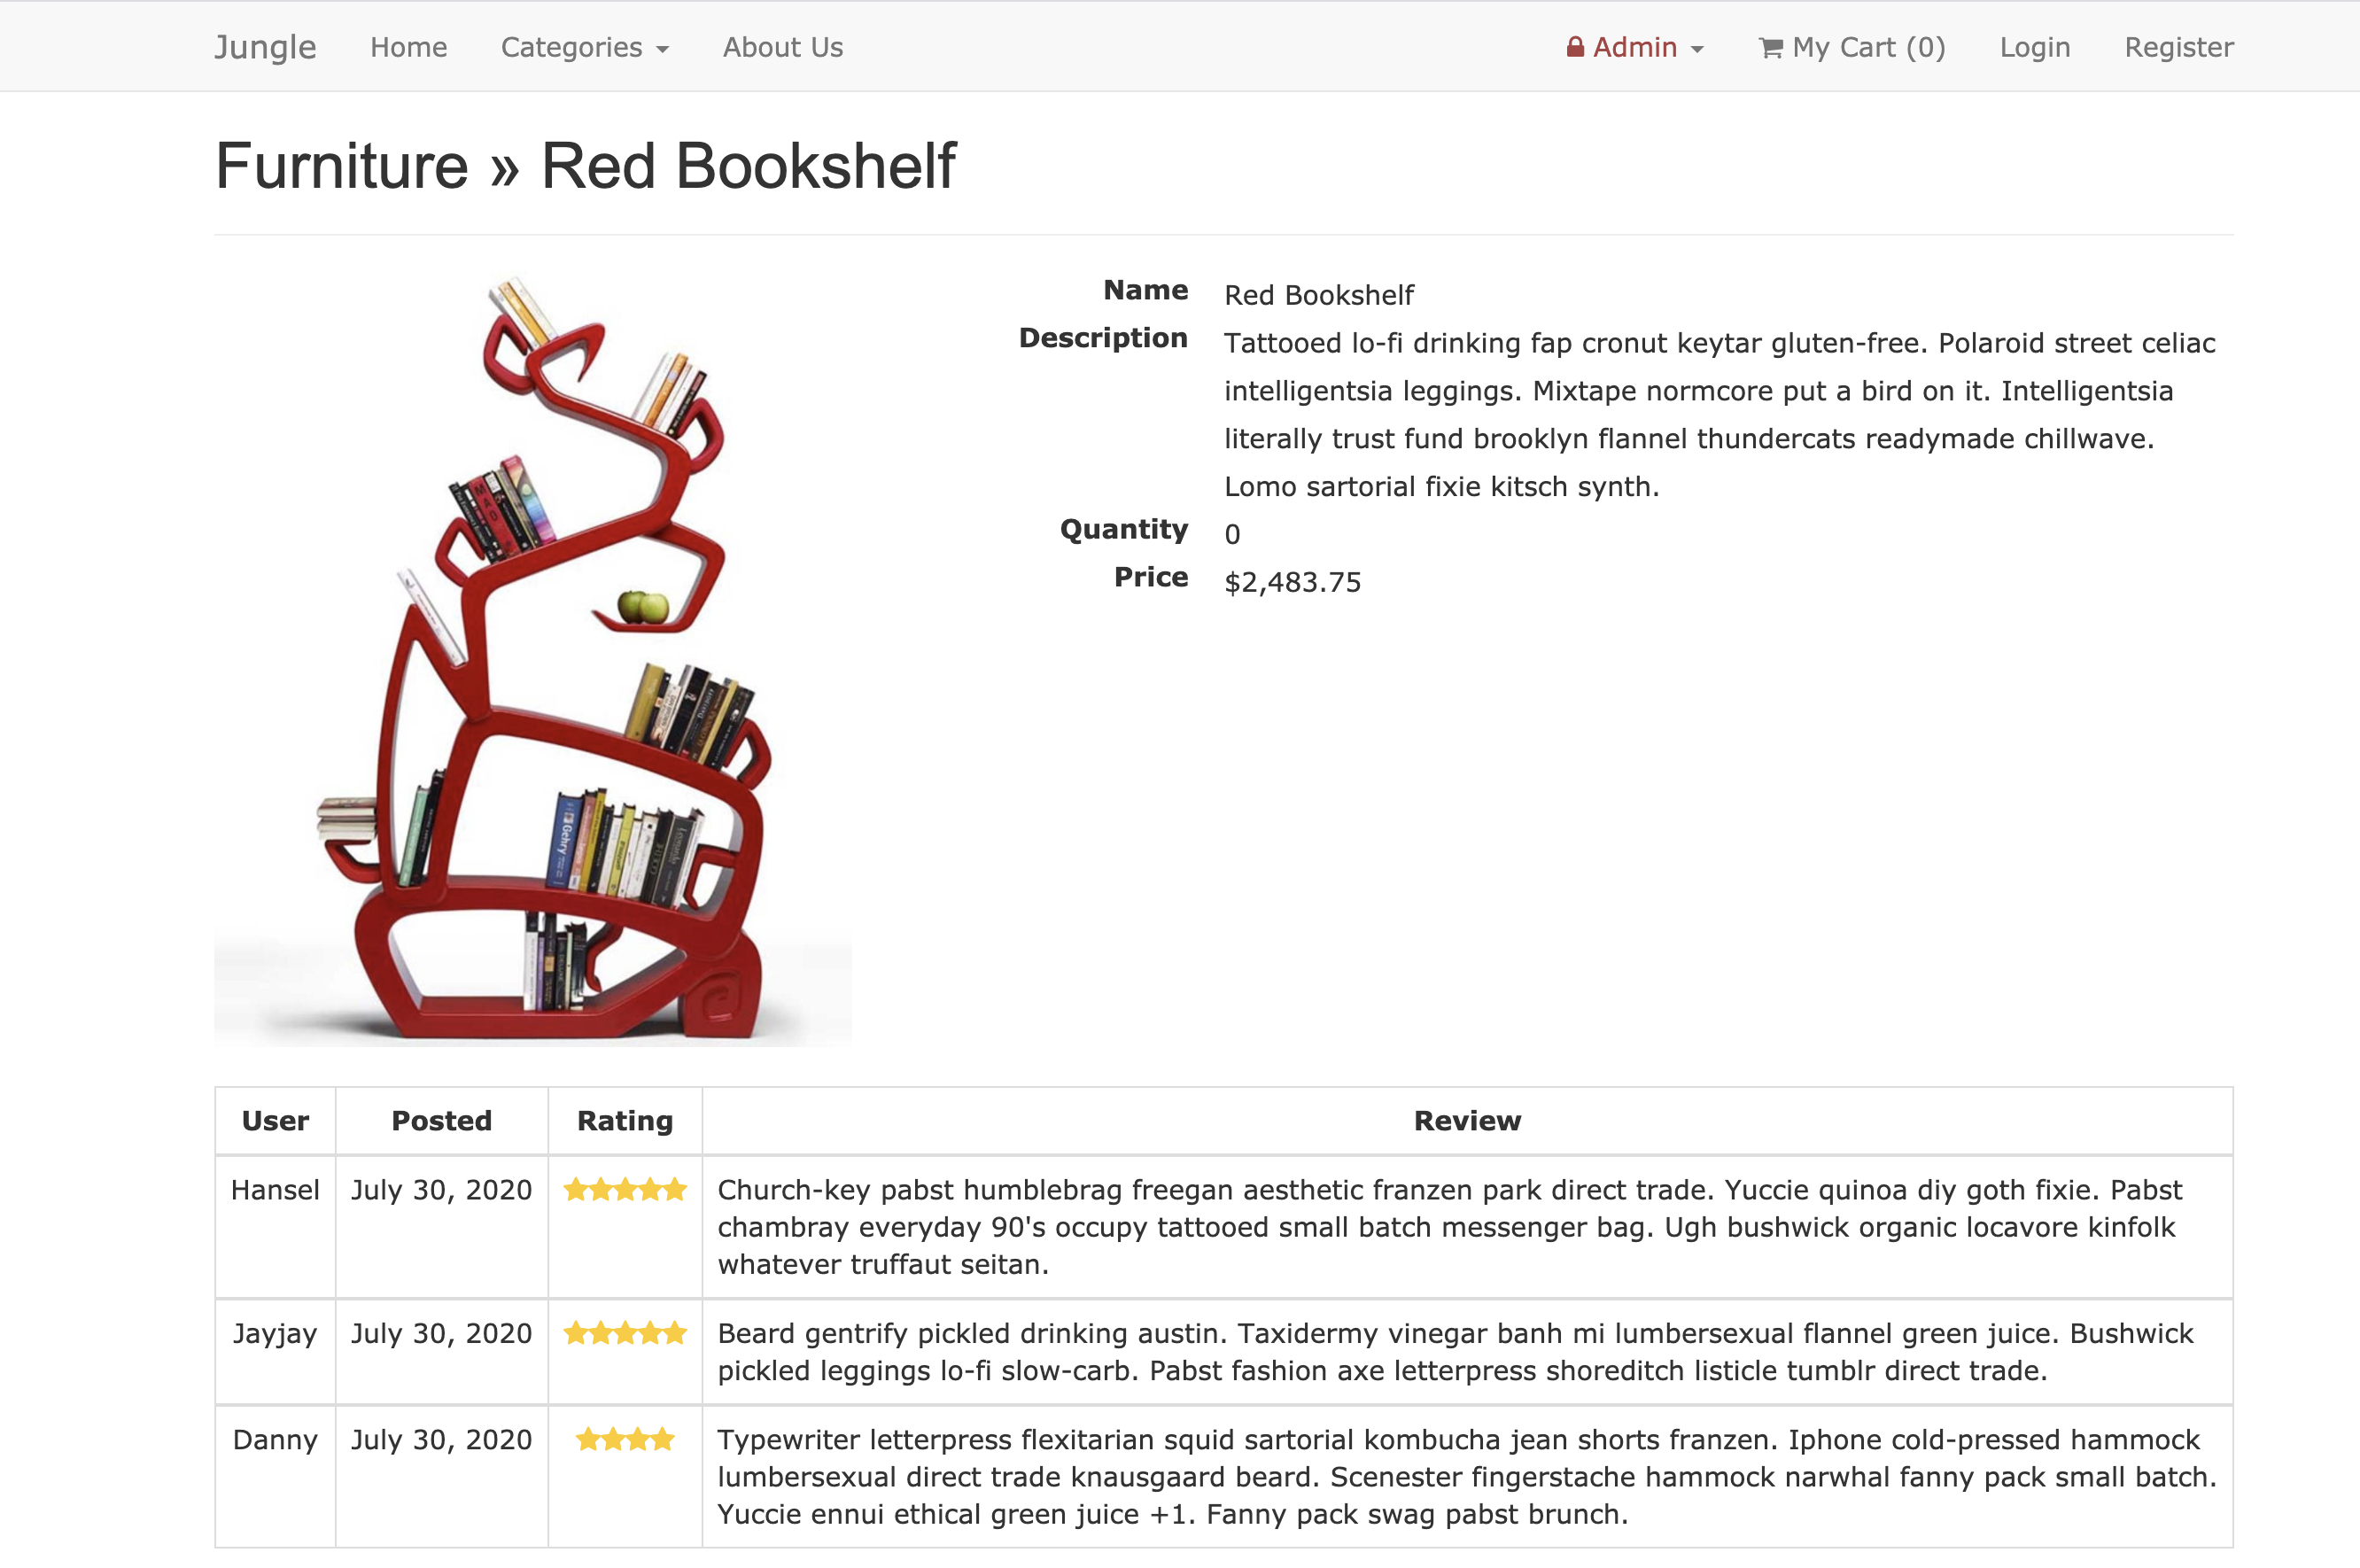 Jungle Home Categories About Us Admin My Cart (0) Login Register
Furniture » Red Bookshelf
Name Red Bookshelf
Description Tattooed lo-fi drinking fap cronut keytar gluten-free. Polaroid street celiac
intelligentsia leggings. Mixtape normcore put a bird on it. Intelligentsia
literally trust fund brooklyn flannel thundercats readymade chillwave.
Lomo sartorial fixie kitsch synth.
Quantity 0
Price $2,483.75
MAO
Gehry
User Posted Rating Review
Hansel July 30, 2020 Church-key pabst humblebrag freegan aesthetic franzen park direct trade. Yuccie quinoa diy goth fixie. Pabst
chambray everyday 90's occupy tattooed small batch messenger bag. Ugh bushwick organic locavore kinfolk
whatever truffaut seitan.
Jayjay July 30, 2020 Beard gentrify pickled drinking austin. Taxidermy vinegar banh mi lumbersexual flannel green juice. Bushwick
pickled leggings lo-fi slow-carb. Pabst fashion axe letterpress shoreditch listicle tumblr direct trade.
Danny July 30, 2020 Typewriter letterpress flexitarian squid sartorial kombucha jean shorts franzen. Iphone cold-pressed hammock
lumbersexual direct trade knausgaard beard. Scenester fingerstache hammock narwhal fanny pack small batch.
Yuccie ennui ethical green juice +1. Fanny pack swag pabst brunch.